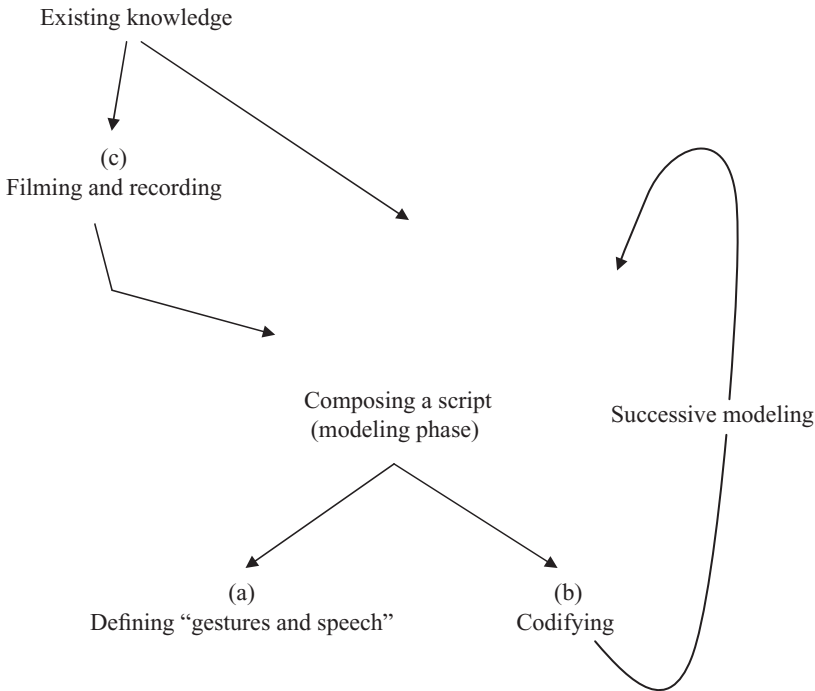 Existing knowledge
(c)
Filming and recording
Composing a script
(modeling phase)
Successive modeling
(a)
Defining “gestures and speech”
(b)
Codifying